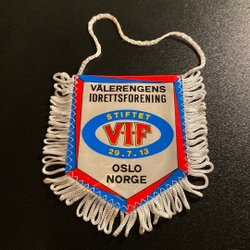 VÅLERENGENS
IDRETTSFORENING
STIFTET
VIF
29.7.13
OSLO
NORGE